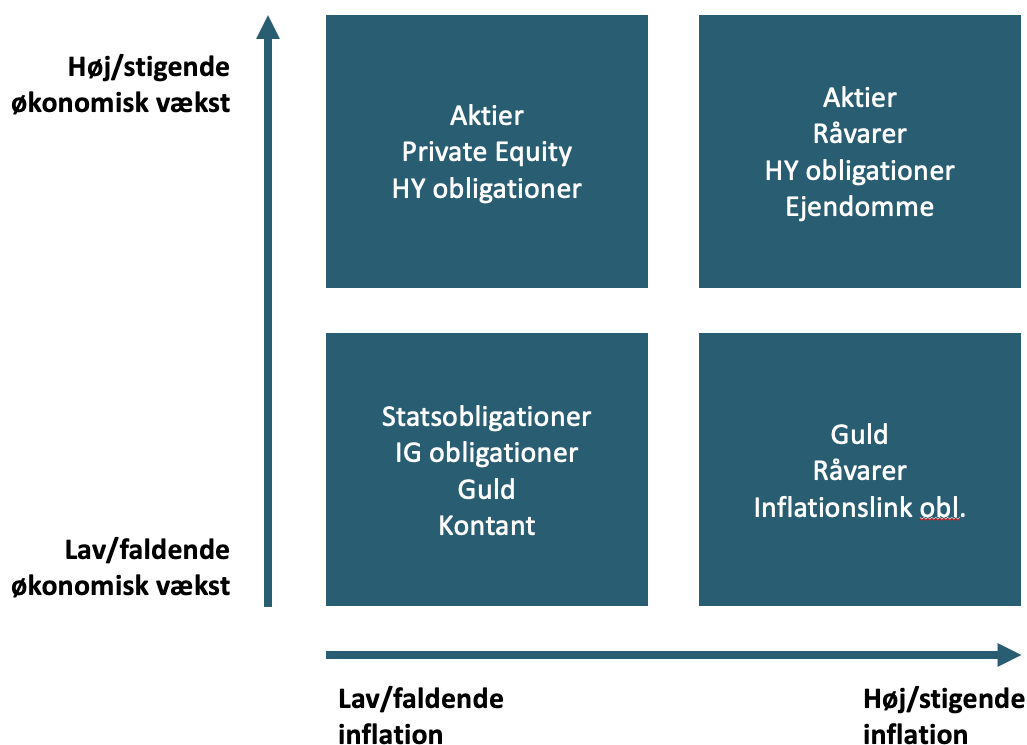 Høj/stigende
økonomisk vækst
Aktier
Private Equity
HY obligationer
Aktier
Råvarer
HY obligationer
Ejendomme
Lav/faldende
økonomisk vækst
Statsobligationer
IG obligationer
Guld
Kontant
Guld
Råvarer
Inflationslink obl.
Lav/faldende
inflation
Høj/stigende
inflation